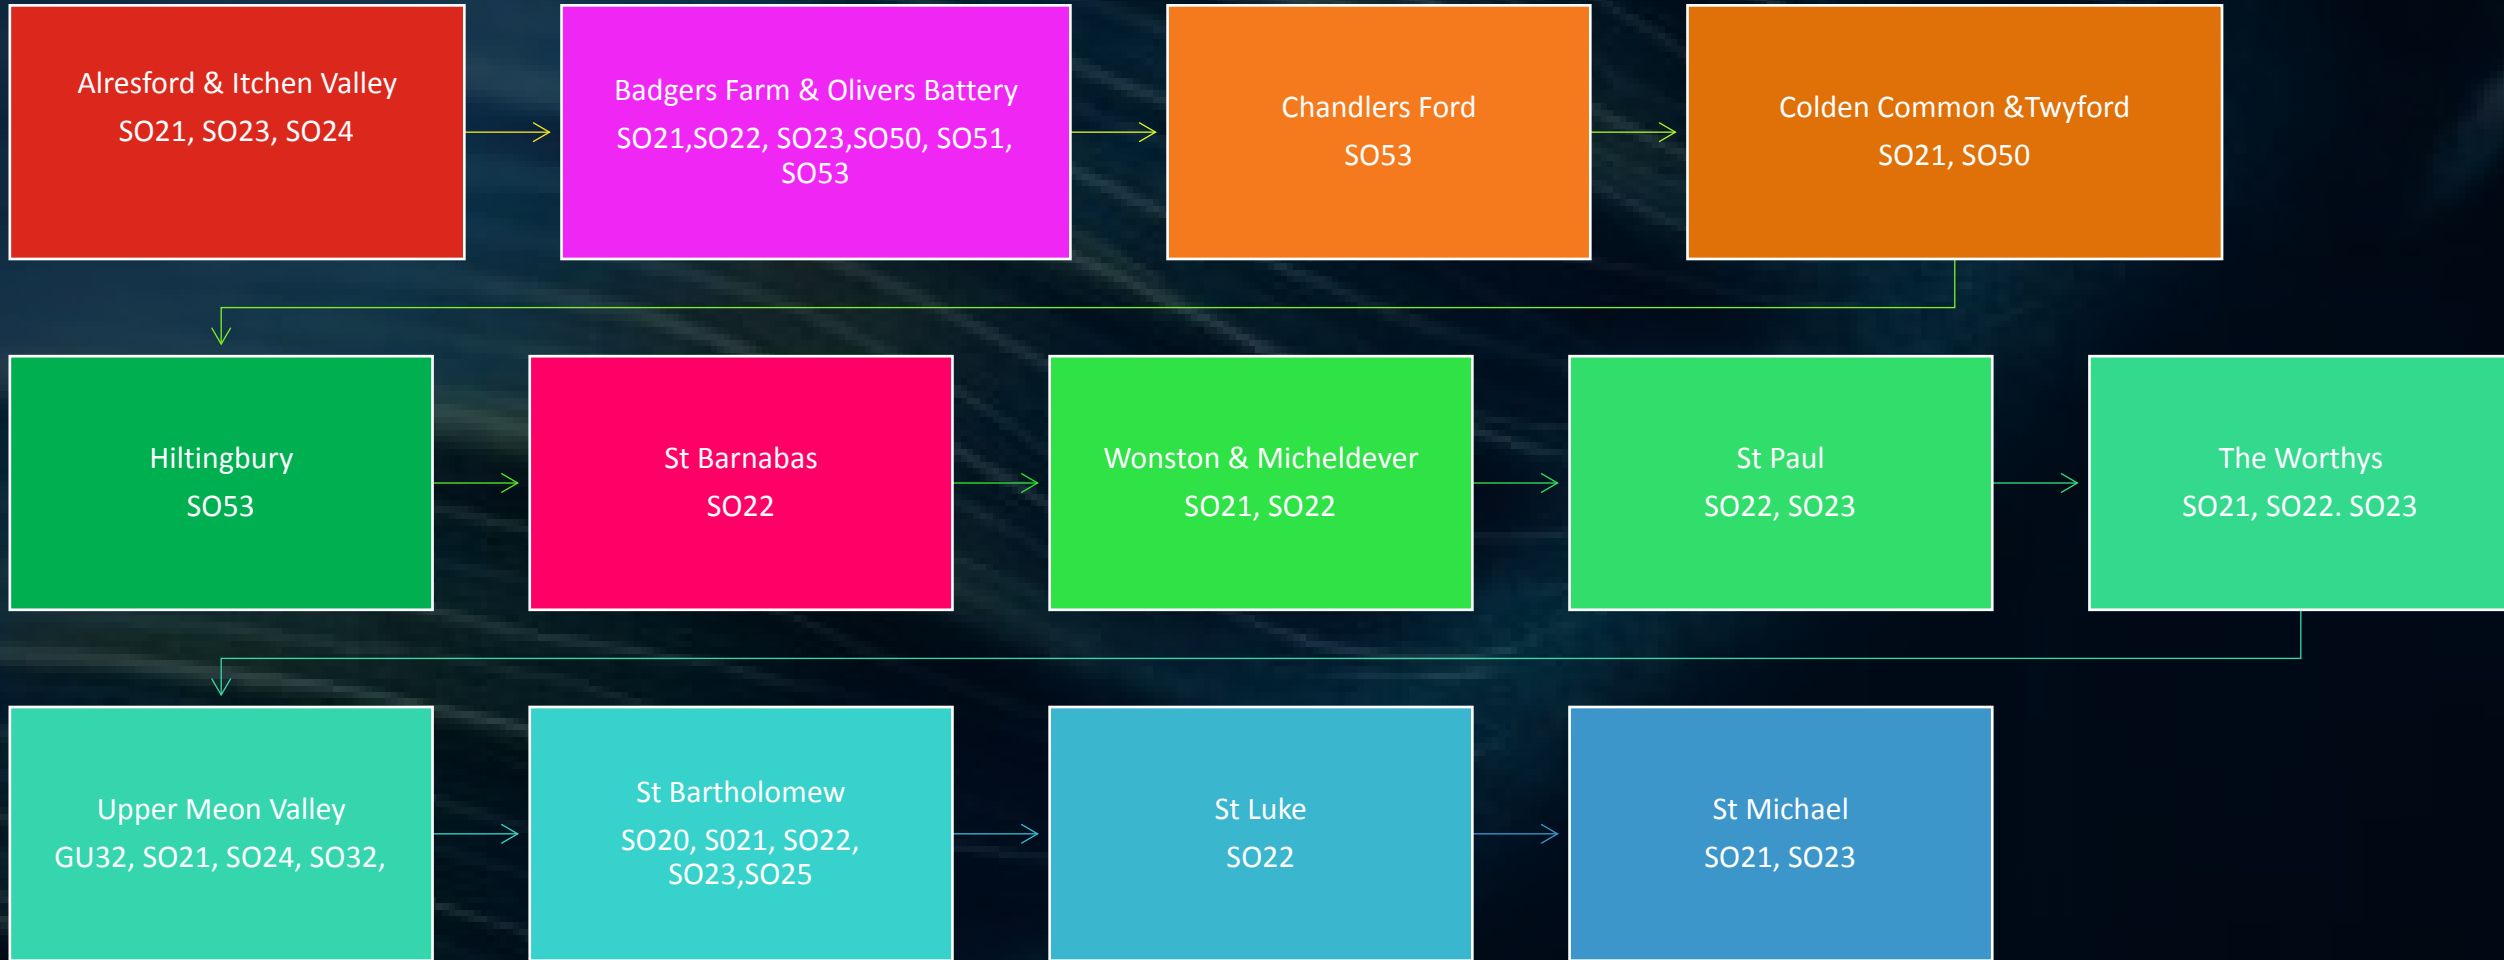 Alresford & Itchen Valley
SO21, SO23, SO24
Badgers Farm & Olivers Battery
SO21,SO22, SO23,SO50, SO51,
SO53
Chandlers Ford
SO53
Colden Common &Twyford
SO21, SO50
Hiltingbury
SO53
St Barnabas
SO22
Wonston & Micheldever
SO21, SO22
St Paul
SO22, SO23
The Worthys
SO21, SO22. SO23
Upper Meon Valley
GU32, SO21, SO24, SO32,
St Bartholomew
SO20, S021, SO22,
SO23,SO25
St Luke
SO22
St Michael
SO21, SO23